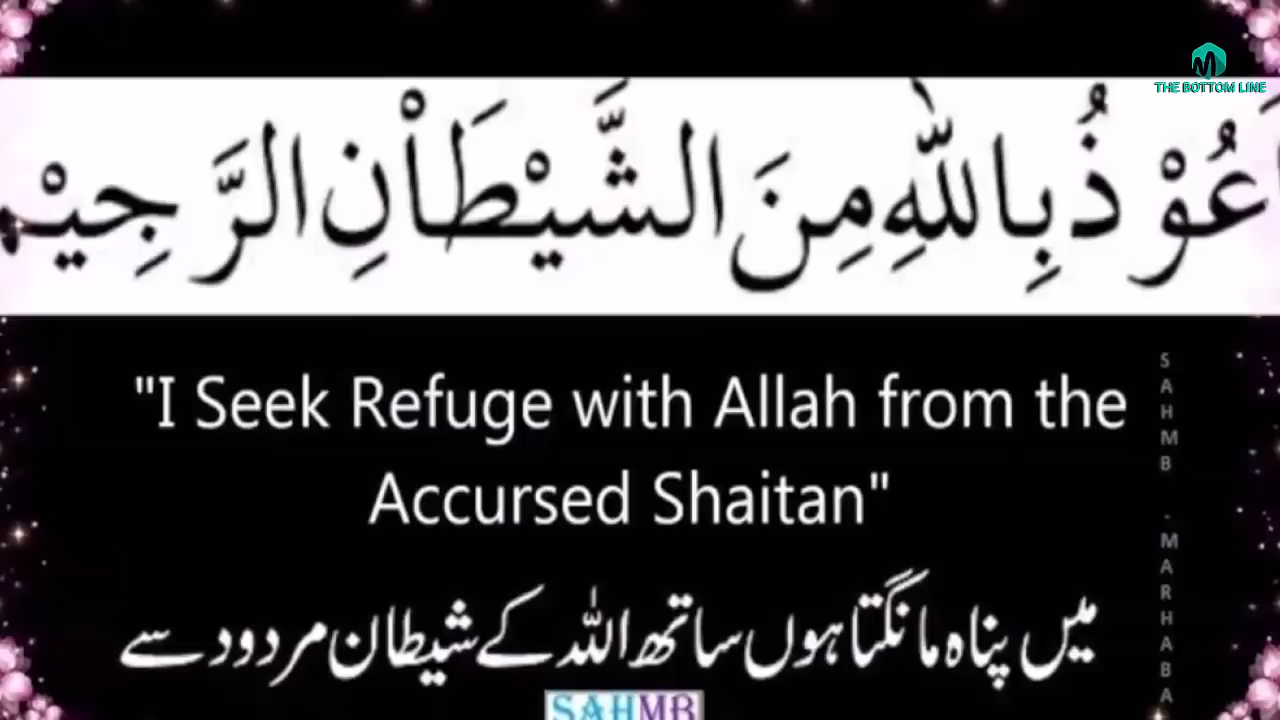 THE BOTTOM LINE
عُوْذُ بِاللّٰهِ مِنَ الشَّيْطَاْنِ الرَّجِيْم
"I Seek Refuge with Allah from the
Accursed Shaitan"
میں پناہ مانگتا ہوں ساتھ اللہ کے شیطان مردود سے
SAHMB
SAHMB - MARHABA